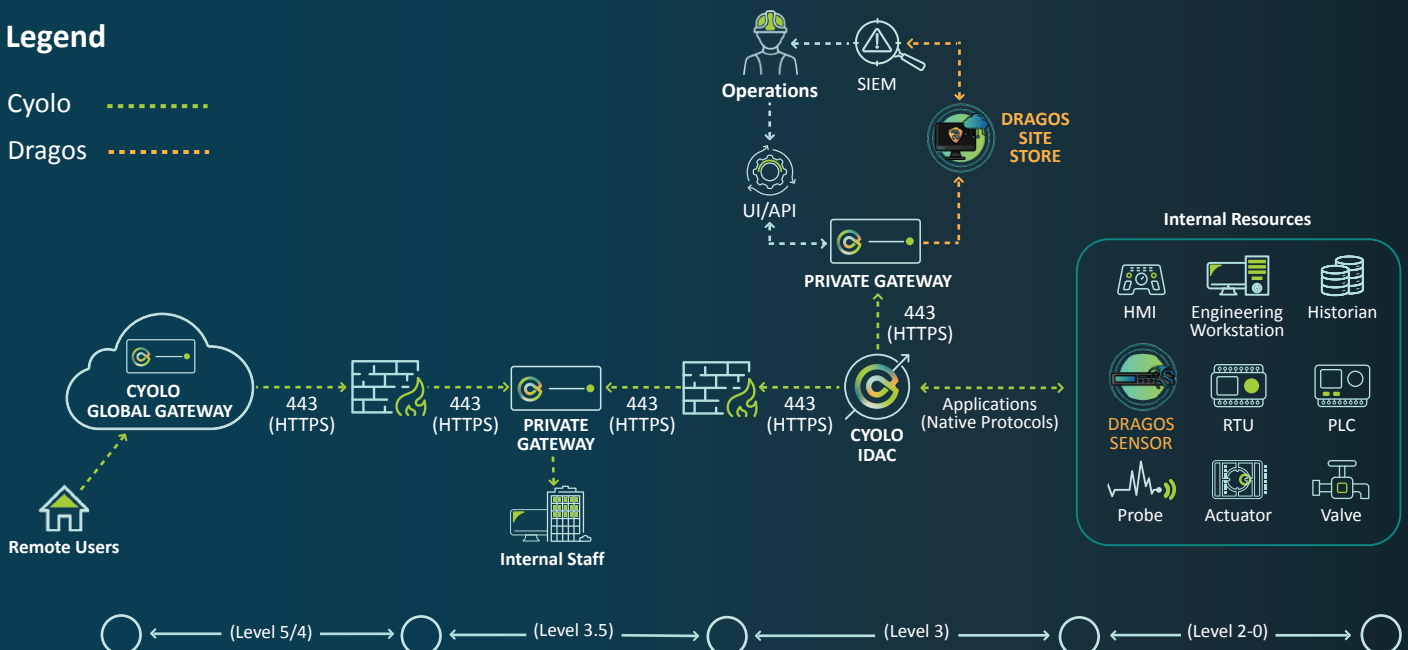 Legend
Cyolo
Dragos
Operations
SIEM
DRAGOS
SITE
STORE
UI/API
PRIVATE GATEWAY
443
(HTTPS)
Internal Resources
HMI
Engineering
Workstation
Historian
DRAGOS
SENSOR
RTU
PLC
Probe
Actuator
Valve
CYOLO
GLOBAL GATEWAY
443
(HTTPS)
443
(HTTPS)
PRIVATE
GATEWAY
443
(HTTPS)
443
(HTTPS)
CYOLO
IDAC
Applications
(Native Protocols)
Remote Users
Internal Staff
(Level 5/4)
(Level 3.5)
(Level 3)
(Level 2-0)